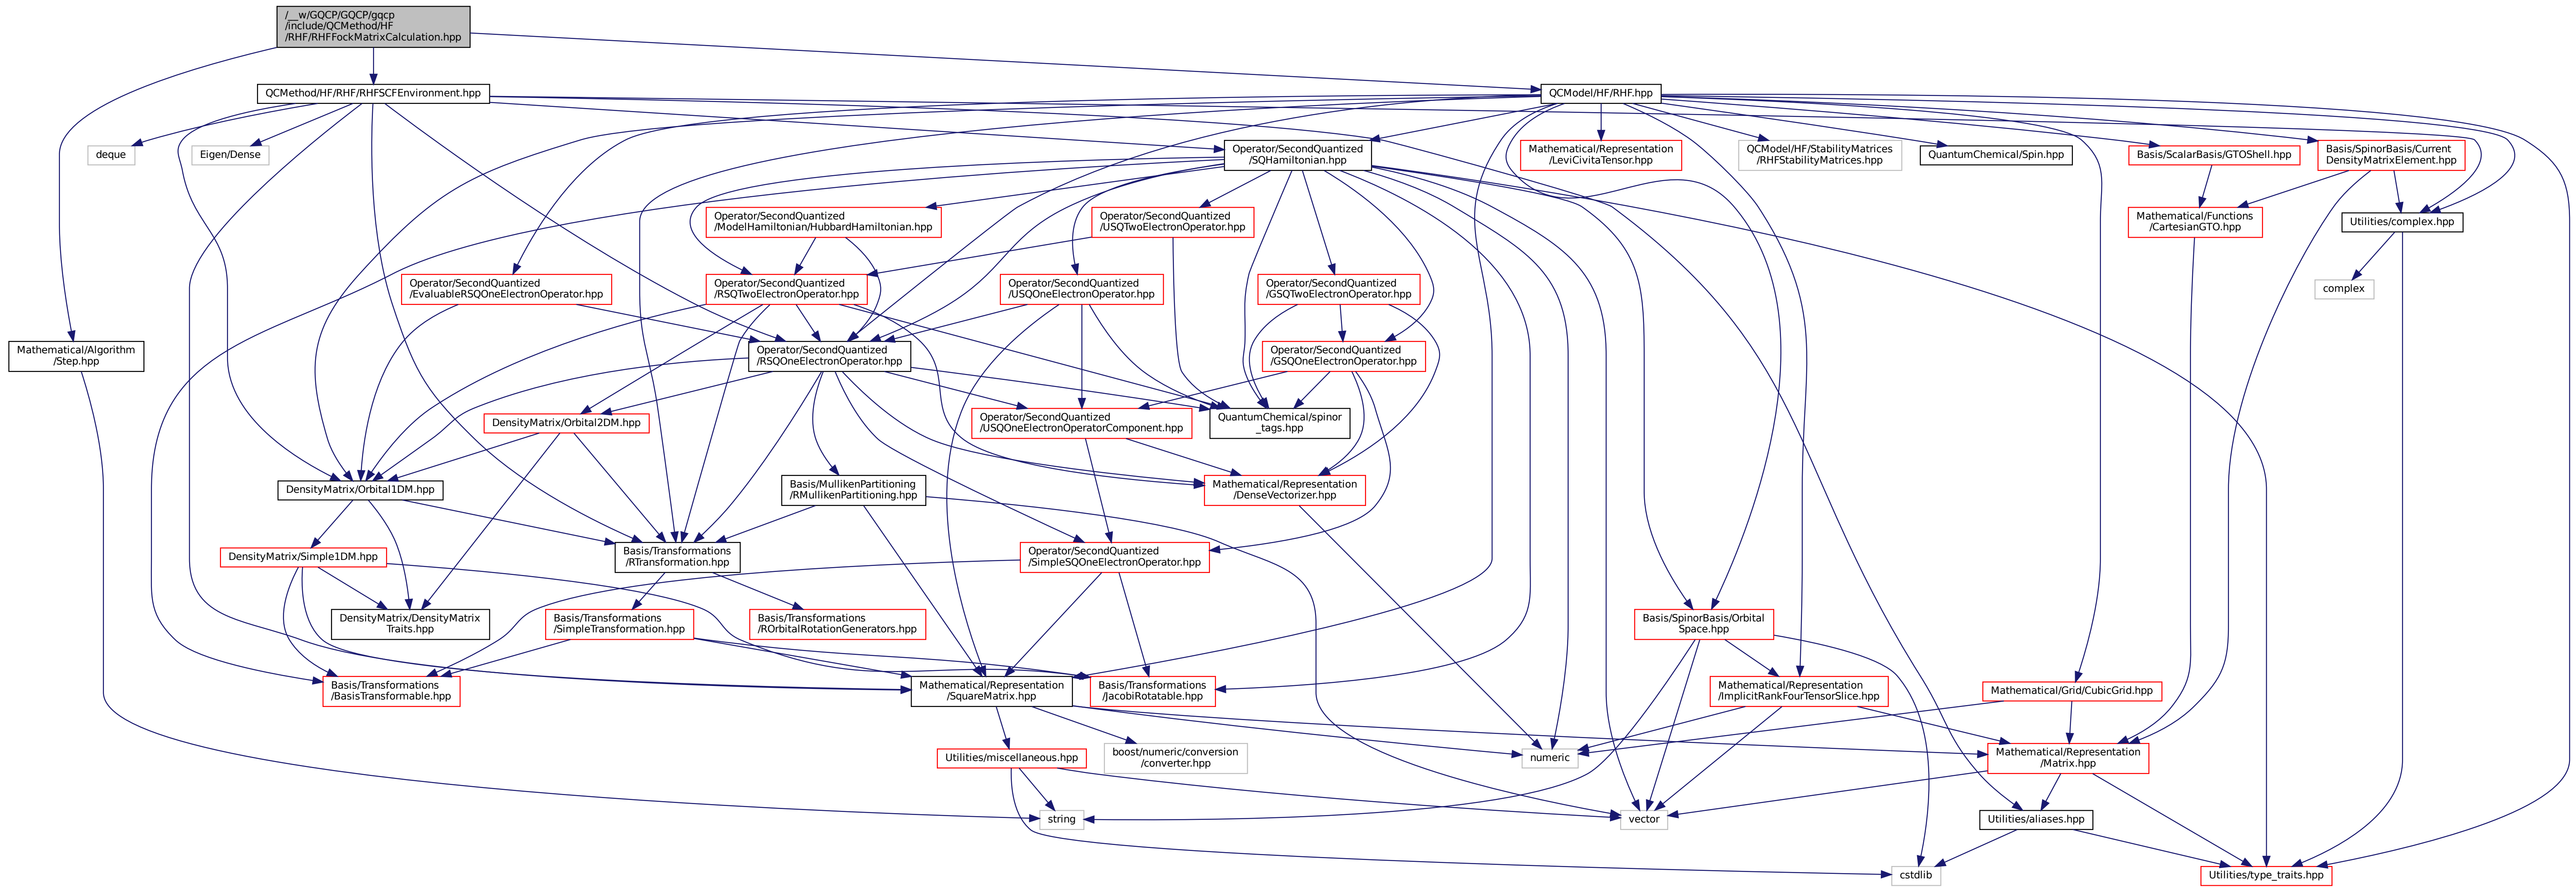 /__w/GQCP/GQCP/gqcp
/include/QCMethod/HF
/RHF/RHFFockMatrixCalculation.hpp
QCMethod/HF/RHF/RHFSCFEnvironment.hpp
QCModel/HF/RHF.hpp
deque
Eigen/Dense
Operator/SecondQuantized
/SQHamiltonian.hpp
Mathematical/Representation
/LeviCivitaTensor.hpp
QCModel/HF/StabilityMatrices
/RHFStabilityMatrices.hpp
QuantumChemical/Spin.hpp
Basis/ScalarBasis/GTOShell.hpp
Basis/SpinorBasis/Current
DensityMatrixElement.hpp
Operator/SecondQuantized
/ModelHamiltonian/HubbardHamiltonian.hpp
Operator/SecondQuantized
/USQTwoElectronOperator.hpp
Mathematical/Functions
/CartesianGTO.hpp
Utilities/complex.hpp
Operator/SecondQuantized
/EvaluableRSQOneElectronOperator.hpp
Operator/SecondQuantized
/RSQTwoElectronOperator.hpp
Operator/SecondQuantized
/USQOneElectronOperator.hpp
Operator/SecondQuantized
/GSQTwoElectronOperator.hpp
complex
Mathematical/Algorithm
/Step.hpp
Operator/SecondQuantized
/RSQOneElectronOperator.hpp
Operator/SecondQuantized
/GSQOneElectronOperator.hpp
DensityMatrix/Orbital2DM.hpp
Operator/SecondQuantized
/USQOneElectronOperatorComponent.hpp
QuantumChemical/spinor
_tags.hpp
DensityMatrix/Orbital1DM.hpp
Basis/MullikenPartitioning
/RMullikenPartitioning.hpp
Mathematical/Representation
/DenseVectorizer.hpp
DensityMatrix/Simple1DM.hpp
Basis/Transformations
/RTransformation.hpp
Operator/SecondQuantized
/SimpleSQOneElectronOperator.hpp
DensityMatrix/DensityMatrix
Traits.hpp
Basis/Transformations
/SimpleTransformation.hpp
Basis/Transformations
/ROrbitalRotationGenerators.hpp
Basis/SpinorBasis/Orbital
Space.hpp
Basis/Transformations
/BasisTransformable.hpp
Mathematical/Representation
/SquareMatrix.hpp
Basis/Transformations
/JacobiRotatable.hpp
Mathematical/Representation
/ImplicitRankFourTensorSlice.hpp
Mathematical/Grid/CubicGrid.hpp
Utilities/miscellaneous.hpp
boost/numeric/conversion
/converter.hpp
numeric
Mathematical/Representation
/Matrix.hpp
string
vector
Utilities/aliases.hpp
cstdlib
Utilities/type_traits.hpp